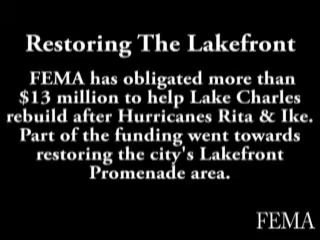 Restoring The Lakefront
FEMA has obligated more than
$13 million to help Lake Charles
rebuild after Hurricanes Rita & Ike.
Part of the funding went towards
restoring the city's Lakefront
Promenade area.
FEMA